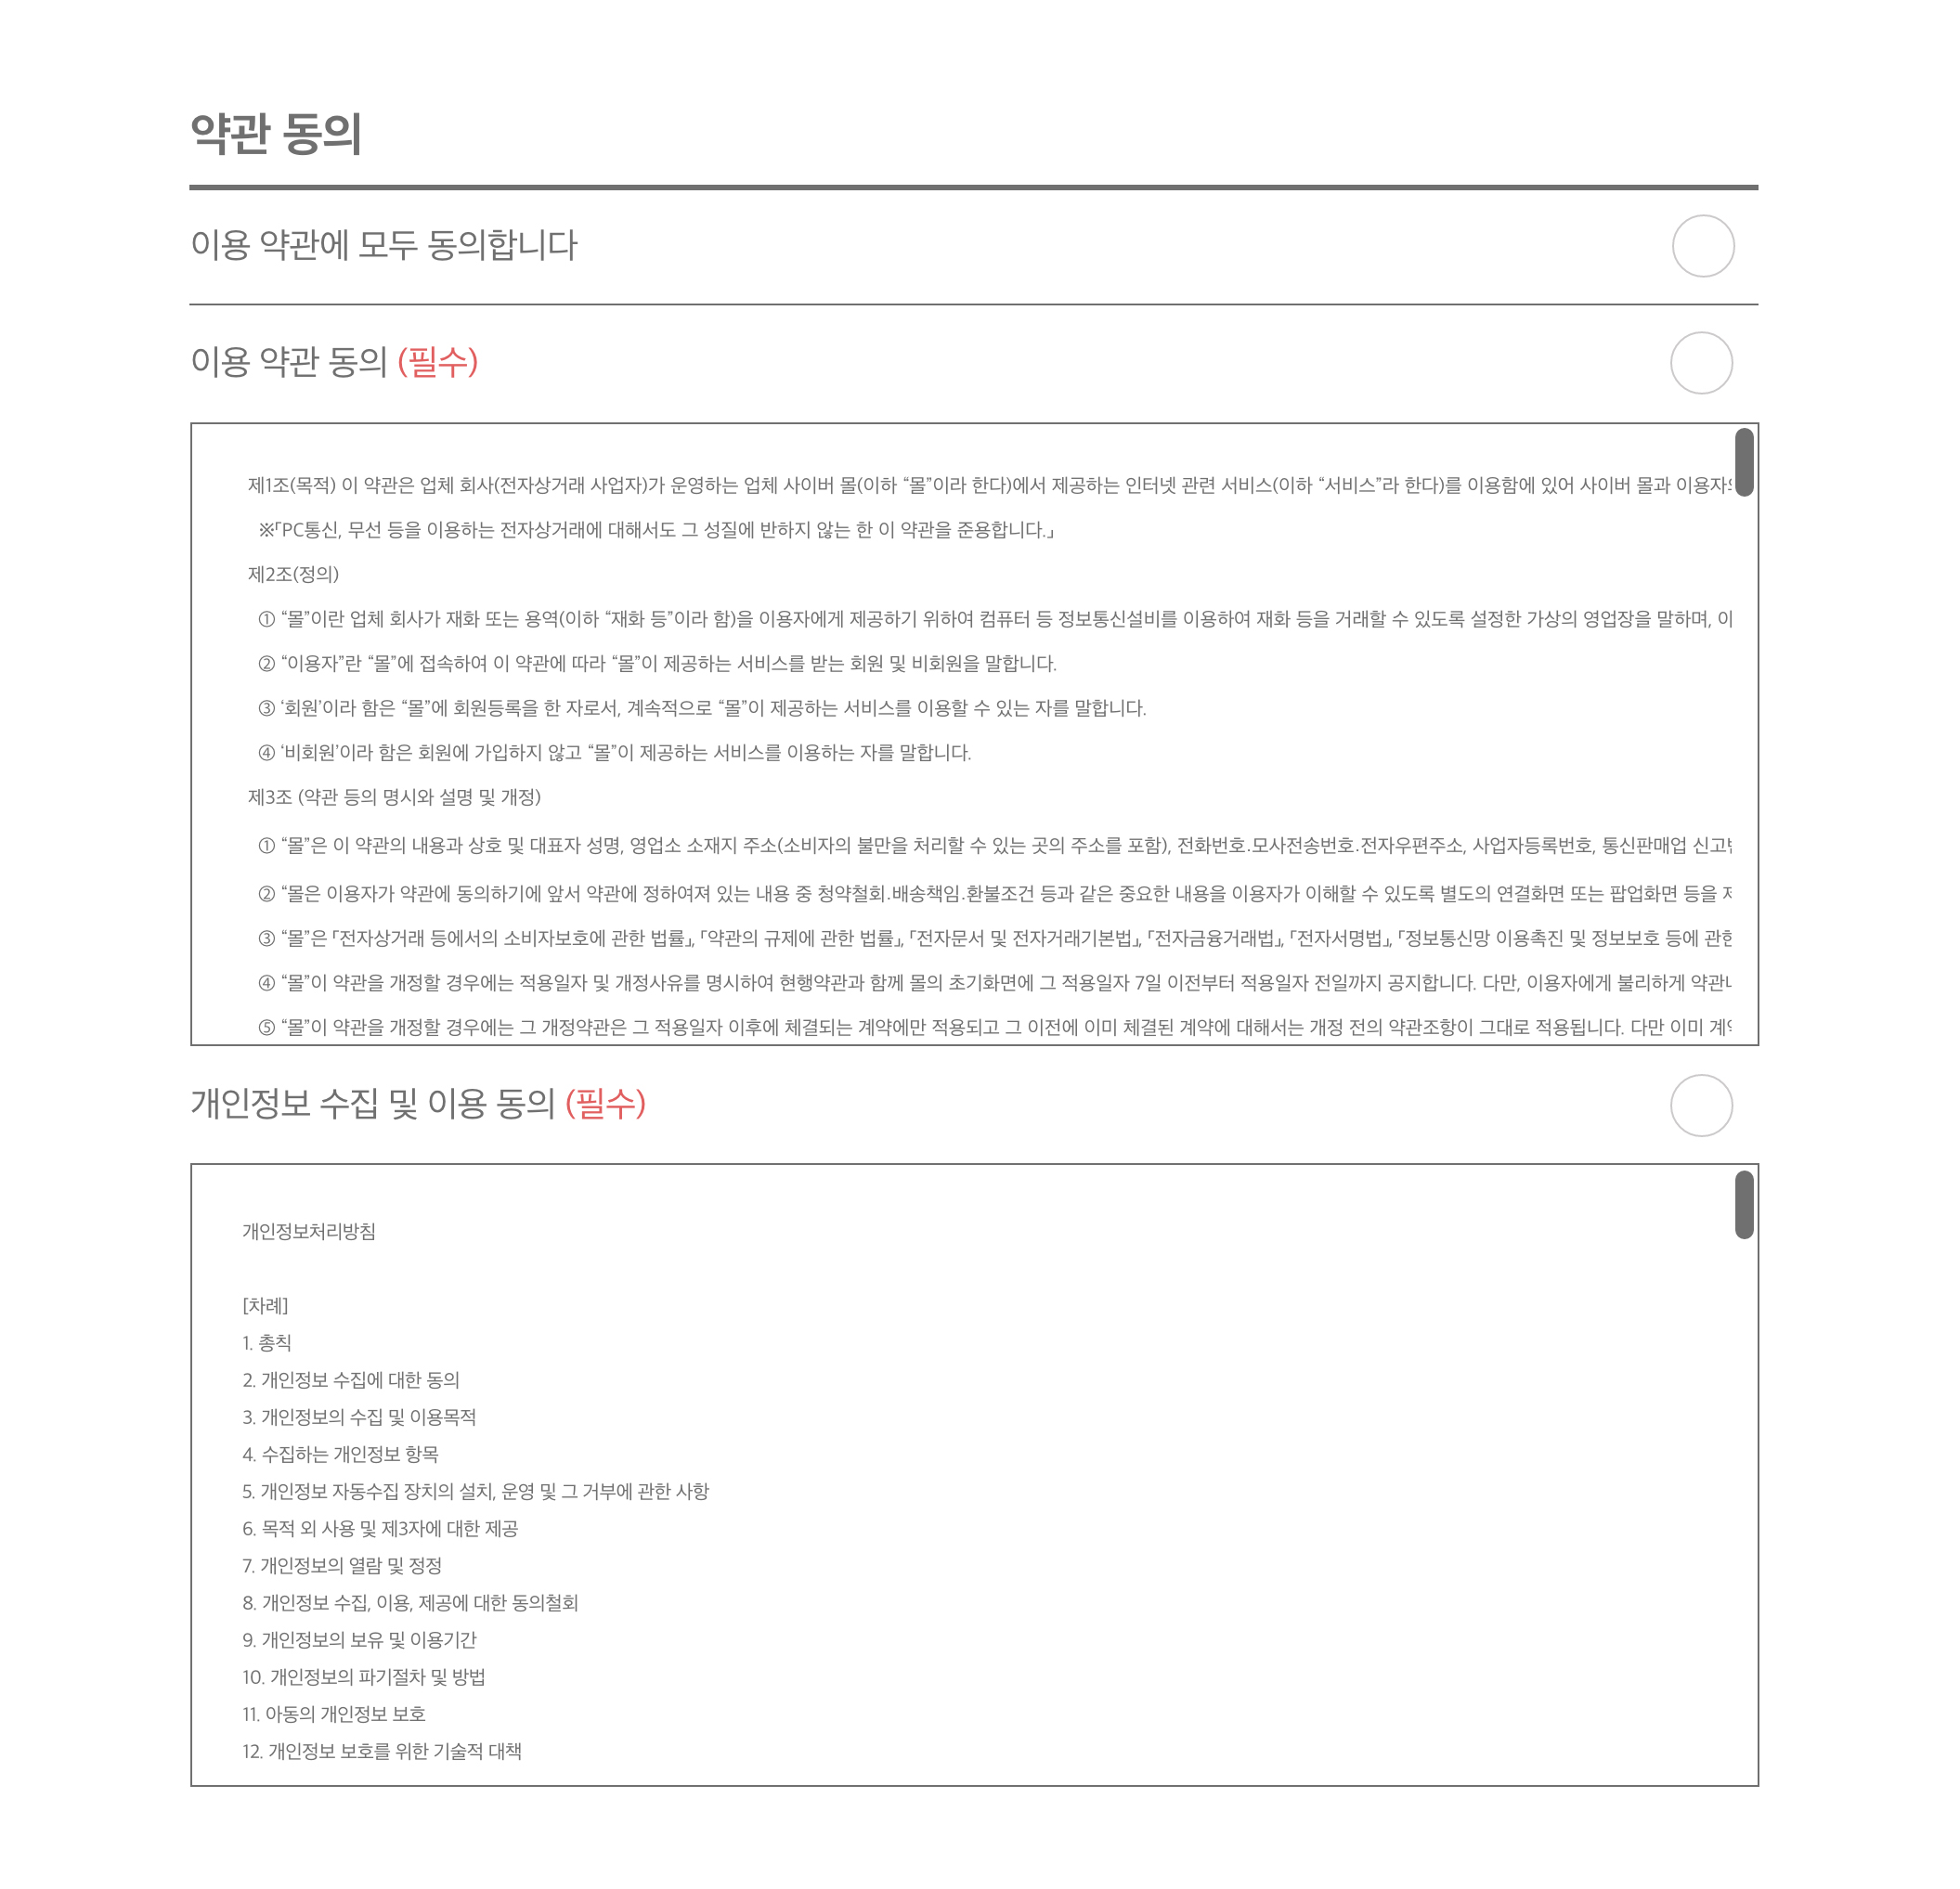 약관 동의
이용 약관에 모두 동의합니다
이용 약관 동의 (필수)
제1조(목적) 이 약관은 업체 회사(전자상거래 사업자)가 운영하는 업체 사이버 몰(이하 “몰”이라 한다)에서 제공하는 인터넷 관련 서비스(이하 “서비스”라 한다)를 이용함에 있어 사이버 몰과
※「PC통신, 무선 등을 이용하는 전자상거래에 대해서도 그 성질에 반하지 않는 한 이 약관을 준용합니다.」
제2조(정의)
① “몰”이란 업체 회사가 재화 또는 용역(이하 “재화 등”이라 함)을 이용자에게 제공하기 위하여 컴퓨터 등 정보통신설비를 이용하여 재화 등을 거래할 수 있도록 설정한 가상의 영업장을 말하며,
② “이용자”란 “몰”에 접속하여 이 약관에 따라 “몰”이 제공하는 서비스를 받는 회원 및 비회원을 말합니다.
③ ‘회원’이라 함은 “몰”에 회원등록을 한 자로서, 계속적으로 “몰”이 제공하는 서비스를 이용할 수 있는 자를 말합니다.
④ ‘비회원’이라 함은 회원에 가입하지 않고 “몰”이 제공하는 서비스를 이용하는 자를 말합니다.
제3조 (약관 등의 명시와 설명 및 개정)
① “몰”은 이 약관의 내용과 상호 및 대표자 성명, 영업소 소재지 주소(소비자의 불만을 처리할 수 있는 곳의 주소를 포함), 전화번호.모사전송번호.전자우편주소, 사업자등록번호, 통신판매업
② “몰은 이용자가 약관에 동의하기에 앞서 약관에 정하여져 있는 내용 중 청약철회.배송책임.환불조건 등과 같은 중요한 내용을 이용자가 이해할 수 있도록 별도의 연결화면 또는 팝업화면 등을
③ “몰”은 「전자상거래 등에서의 소비자보호에 관한 법률」, 「약관의 규제에 관한 법률」, 「전자문서 및 전자거래기본법」, 「전자금융거래법」, 「전자서명법」, 「정보통신망 이용촉진 및 정보보호 등에 관한
④ “몰”이 약관을 개정할 경우에는 적용일자 및 개정사유를 명시하여 현행약관과 함께 몰의 초기화면에 그 적용일자 7일 이전부터 적용일자 전일까지 공지합니다. 다만, 이용자에게 불리하게
⑤ “몰”이 약관을 개정할 경우에는 그 개정약관은 그 적용일자 이후에 체결되는 계약에만 적용되고 그 이전에 이미 체결된 계약에 대해서는 개정 전의 약관조항이 그대로 적용됩니다. 다만 이미
개인정보 수집 및 이용 동의 (필수)
개인정보처리방침
[차례]
1. 총칙
2. 개인정보 수집에 대한 동의
3. 개인정보의 수집 및 이용목적
4. 수집하는 개인정보 항목
5. 개인정보 자동수집 장치의 설치, 운영 및 그 거부에 관한 사항
6. 목적 외 사용 및 제3자에 대한 제공
7. 개인정보의 열람 및 정정
8. 개인정보 수집, 이용, 제공에 대한 동의철회
9. 개인정보의 보유 및 이용기간
10. 개인정보의 파기절차 및 방법
11. 아동의 개인정보 보호
12. 개인정보 보호를 위한 기술적 대책